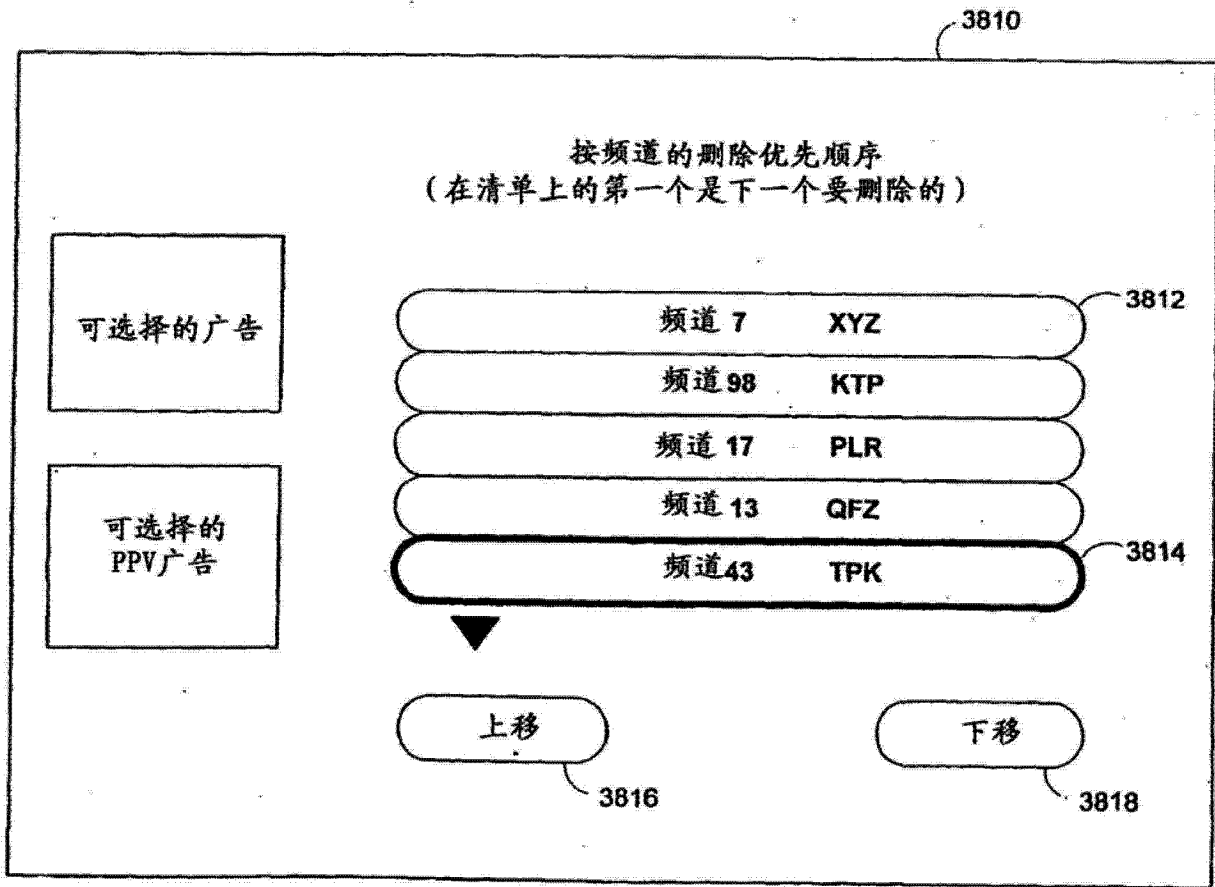 3810
按频道的删除优先顺序
（在清单上的第一个是下一个要删除的）
可选择的广告
可选择的
PPV广告
频道 7 XYZ
3812
频道 98 KTP
频道 17 PLR
频道 13 QFZ
频道 43 TPK
3814
上移
下移
3816
3818